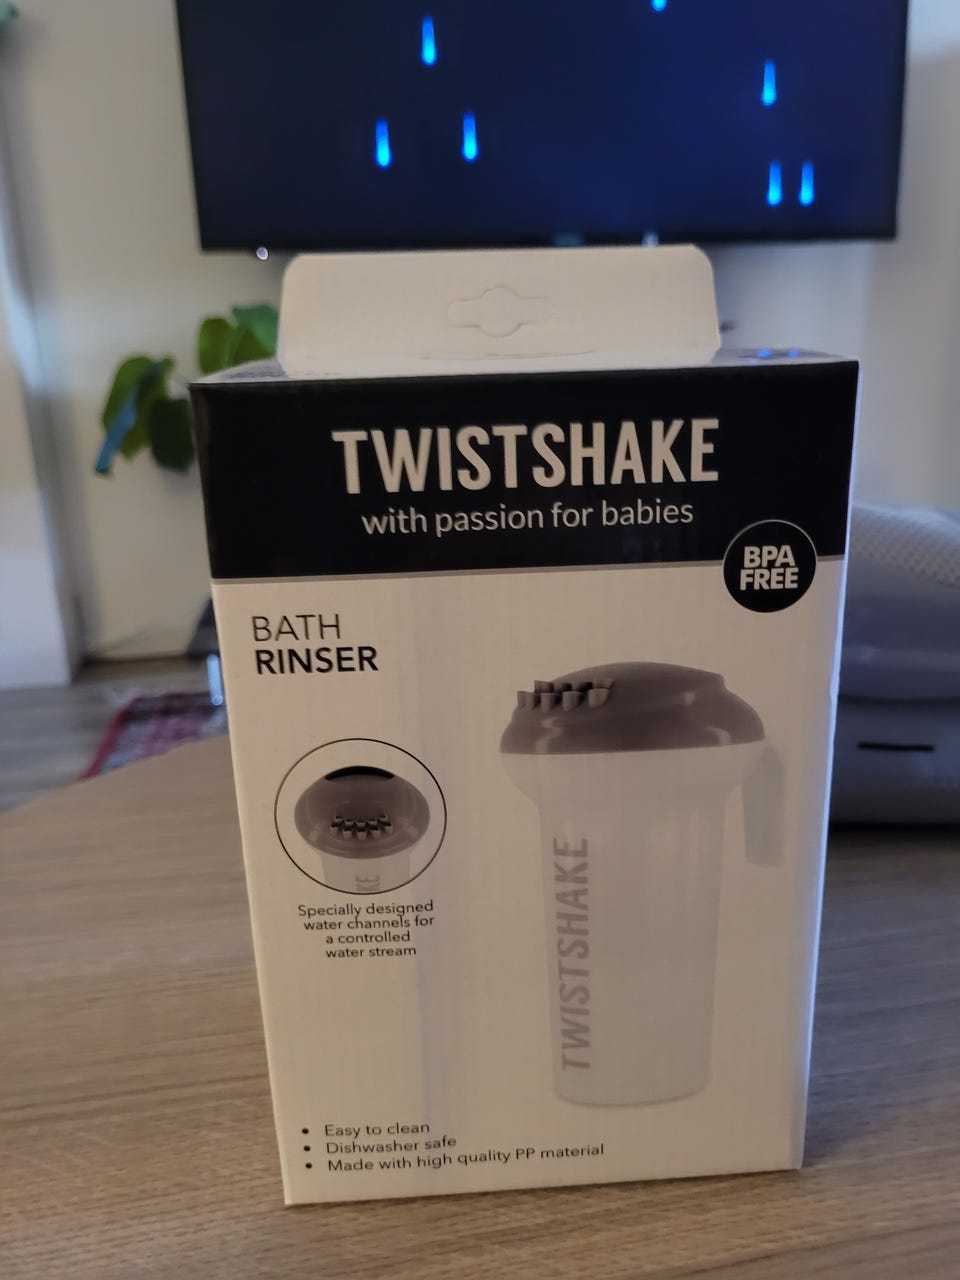 TWISTSHAKE
with passion for babies
BPA
FREE
BATH
RINSER
KE
Specially designed
water channels for
a controlled
water stream
TWISTSHAKE
• Easy to clean
• Dishwasher safe
• Made with high quality PP material